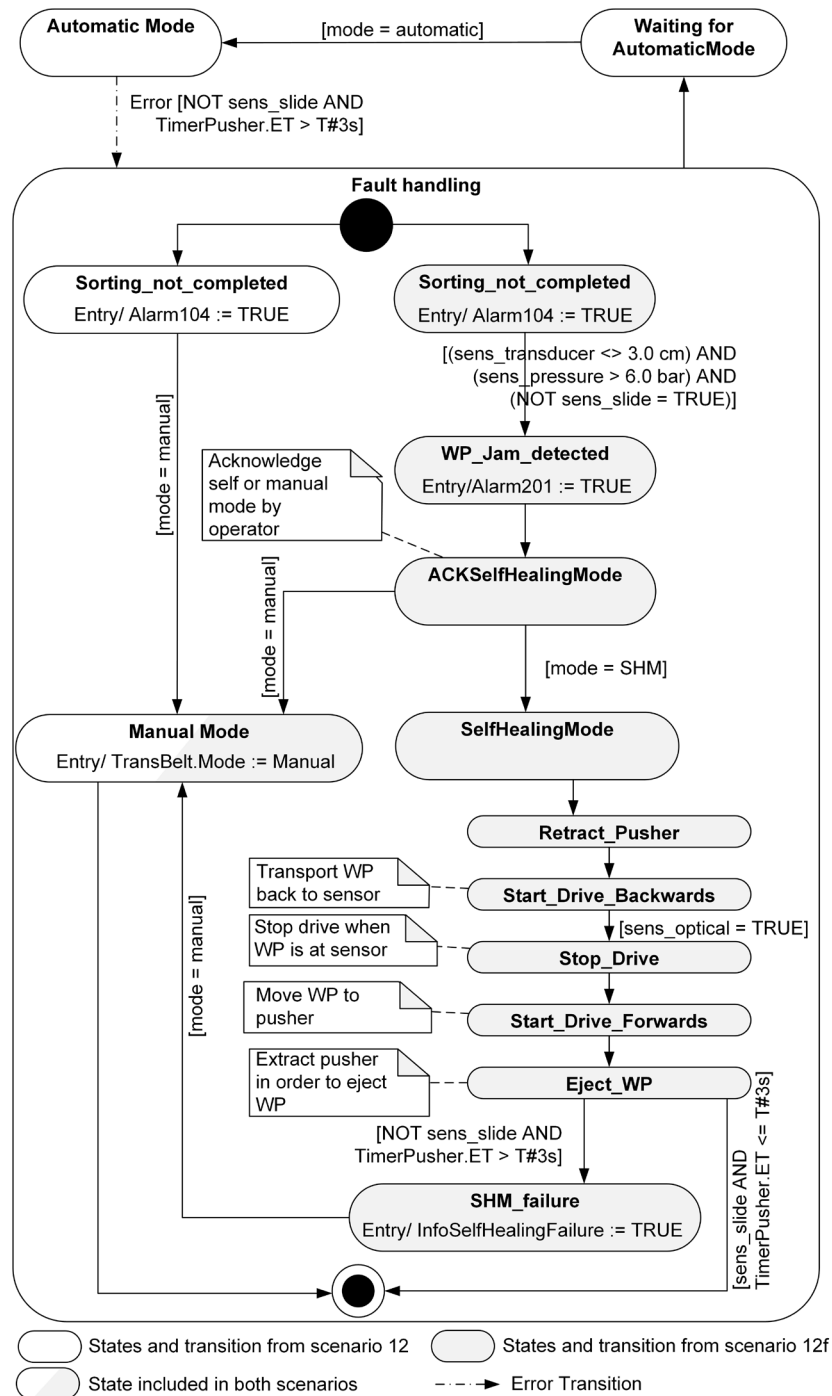 Automatic Mode
[mode = automatic]
Waiting for
AutomaticMode
Error [NOT sens_slide AND
TimerPusher.ET > T#3s]
Fault handling
Sorting_not_completed
Entry/ Alarm104 := TRUE
Sorting_not_completed
Entry/ Alarm104 := TRUE
[(sens_transducer <> 3.0 cm) AND
(sens_pressure > 6.0 bar) AND
(NOT sens_slide = TRUE)]
[mode = manual]
Acknowledge
self or manual
mode by
operator
WP_Jam_detected
Entry/Alarm201 := TRUE
ACKSelfHealingMode
[mode = manual]
[mode = SHM]
Manual Mode
Entry/ TransBelt.Mode := Manual
SelfHealingMode
Retract_Pusher
Transport WP
back to sensor
Start_Drive_Backwards
[sens_optical = TRUE]
Stop drive when
WP is at sensor
Stop_Drive
[mode = manual]
Move WP to
pusher
Start_Drive_Forwards
Extract pusher
in order to eject
WP
Eject_WP
[NOT sens_slide AND
TimerPusher.ET > T#3s]
[sens_slide AND
TimerPusher.ET <= T#3s]
SHM_failure
Entry/ InfoSelfHealingFailure := TRUE
States and transition from scenario 12
States and transition from scenario 12f
State included in both scenarios
Error Transition